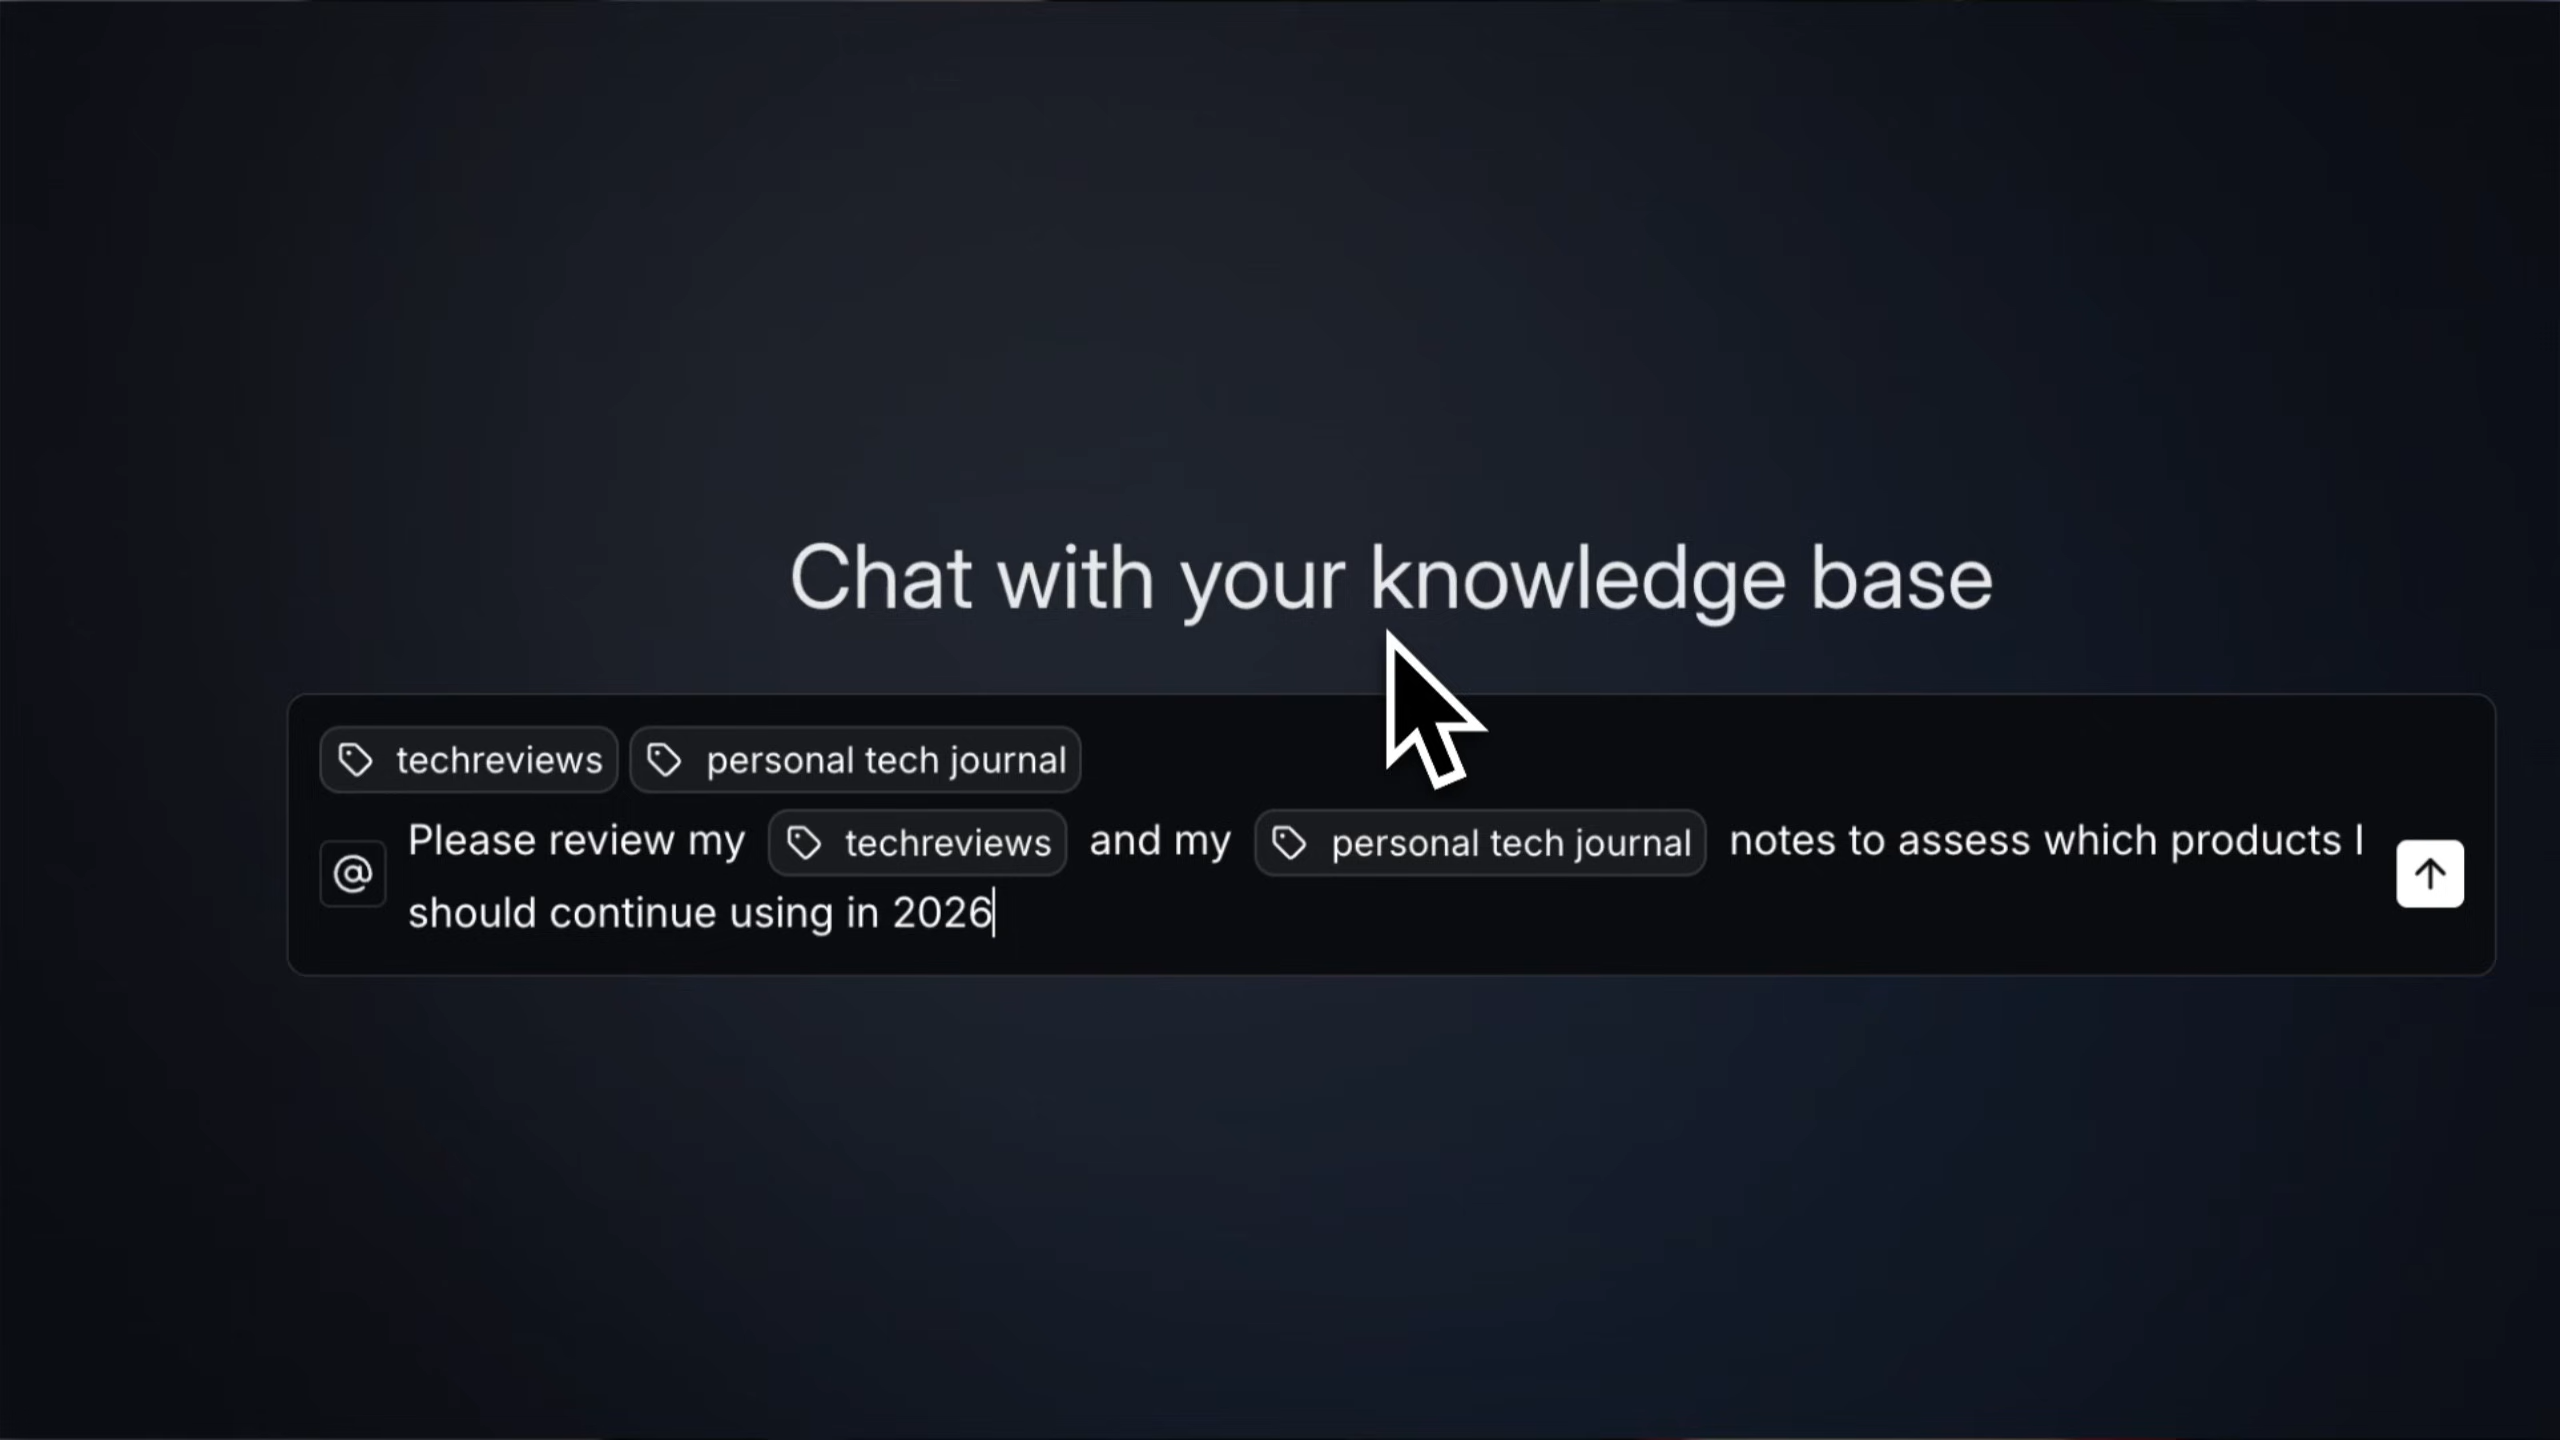 Chat with your knowledge base
techreviews personal tech journal
Please review my techreviews and my personal tech journal notes to assess which products I
@
should continue using in 2026